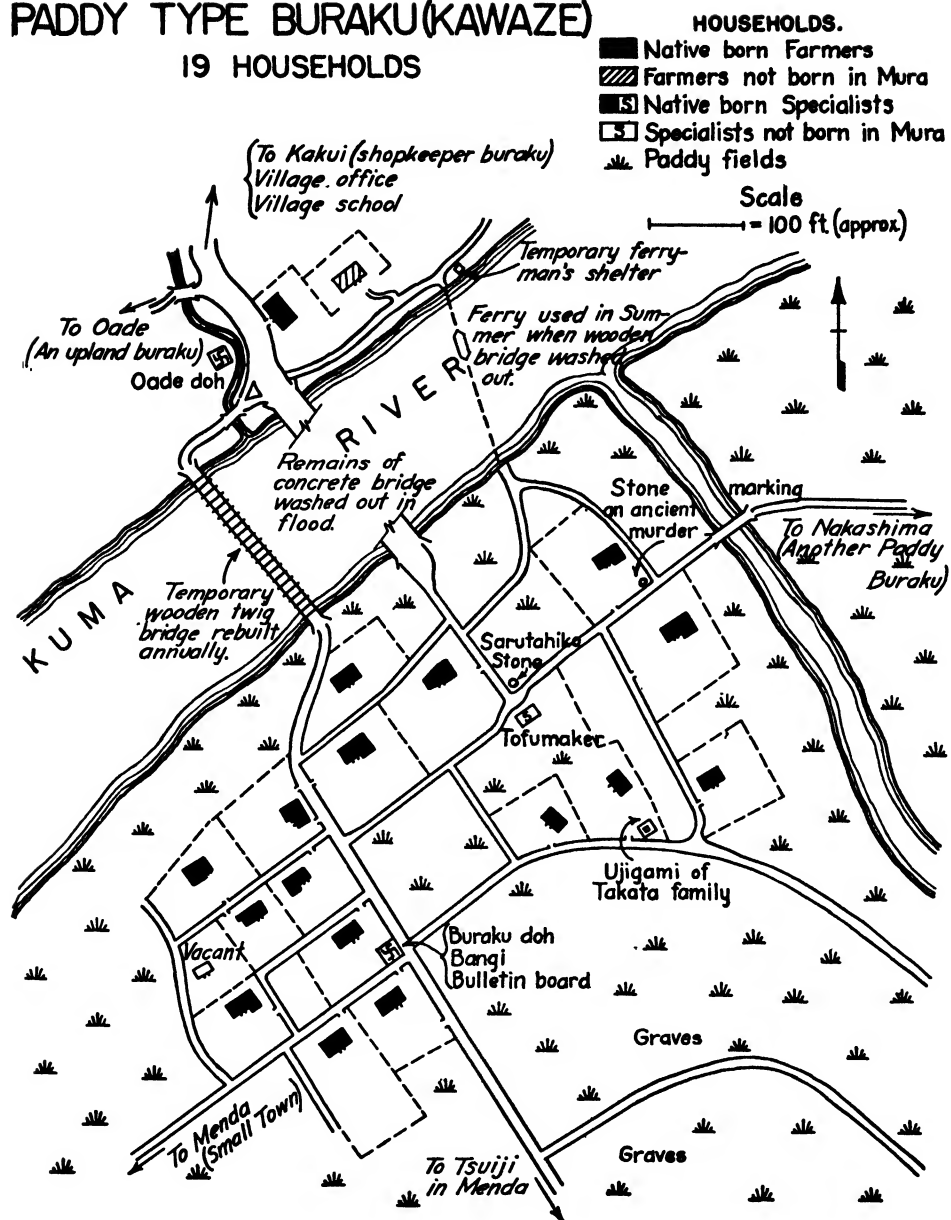 PADDY TYPE BURAKU (KAWAZE)
19 HOUSEHOLDS
HOUSEHOLDS.
Native born Farmers
Farmers not born in Mura
S Native born Specialists
S Specialists not born in Mura
Paddy fields
Scale
= 100 ft. (approx.)
To Kakui (shopkeeper buraku)
Village office
Village school
Temporary ferry-
man's shelter
To Oade
(An upland buraku)
Oade doh
Ferry used in Sum-
mer when wooden
bridge washed
out.
KUMA RIVER
Remains of
concrete bridge
washed out in
flood.
Stone marking
an ancient
murder
To Nakashima
(Another Paddy
Buraku)
Temporary
wooden twig
bridge rebuilt
annually.
Sarutahika
Stone
S
Tofumaker
Ujigami of
Takata family
Vacant
Buraku doh
Bangi
Bulletin board
Graves
To Menda
(Small Town)
To Tsuiji
in Menda
Graves